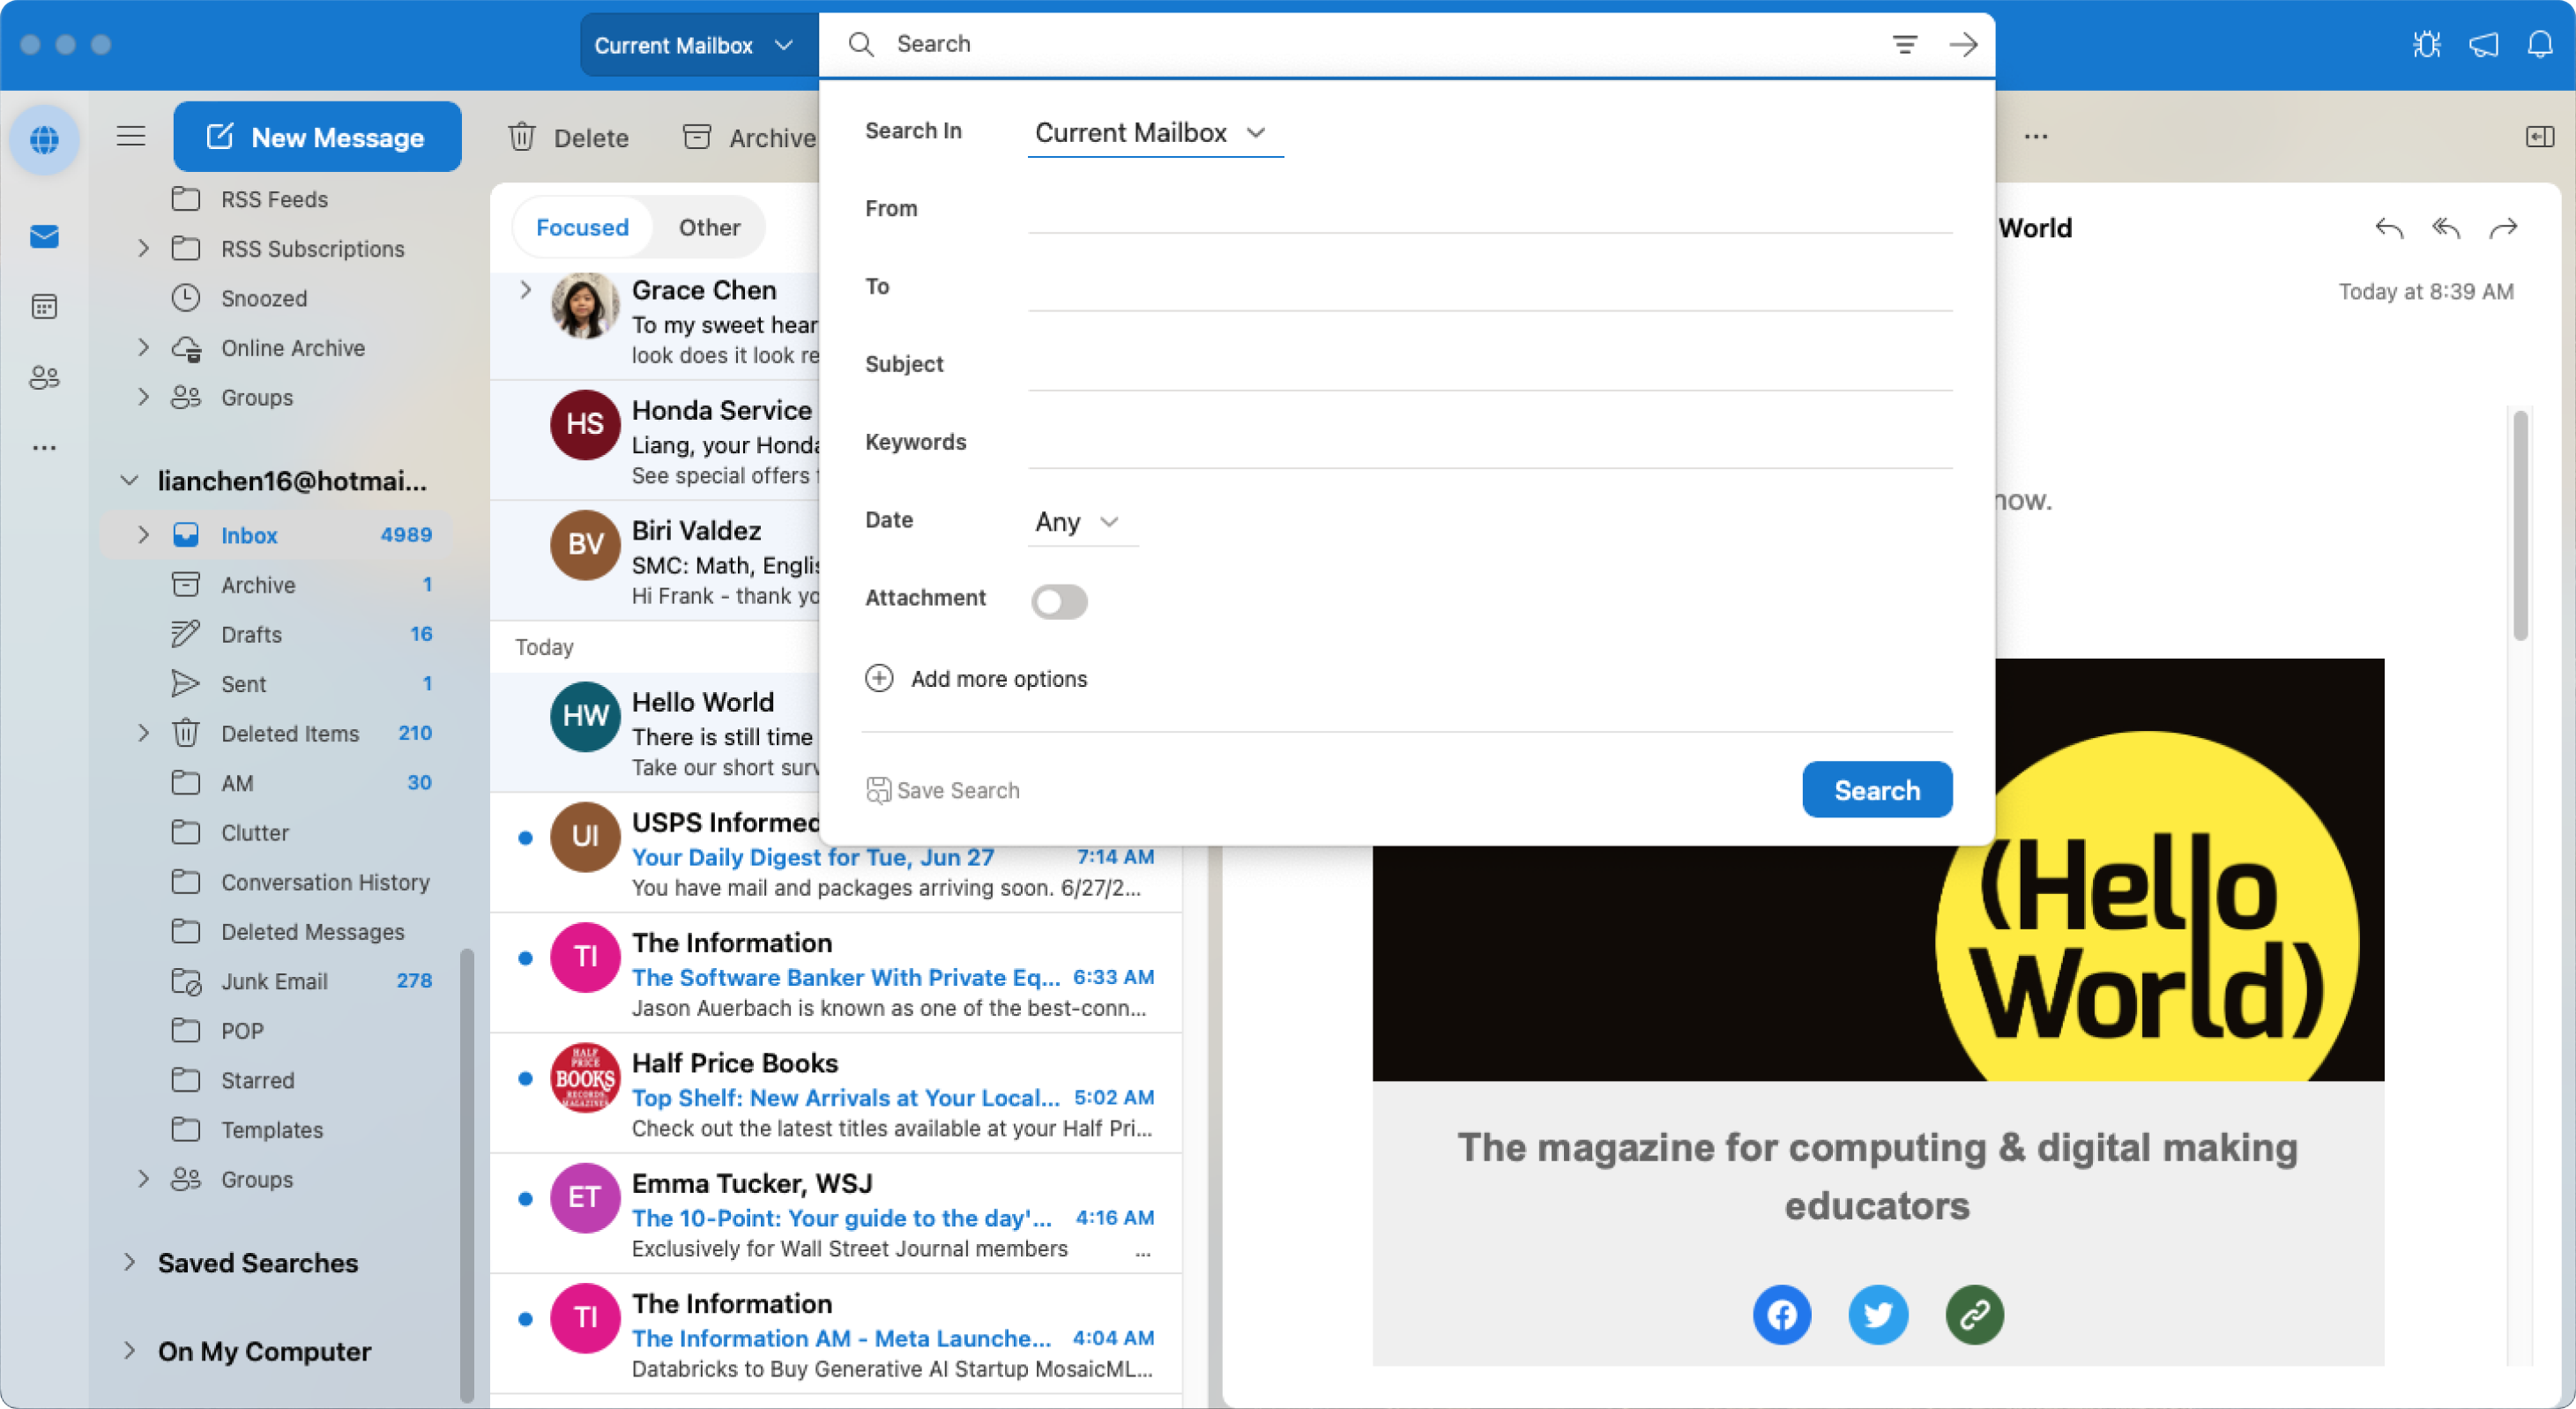 Current Mailbox
Search
New Message
Delete
Archive
RSS Feeds
RSS Subscriptions
Snoozed
Online Archive
Groups
lianchen16@hotmai...
Inbox 4989
Archive 1
Drafts 16
Sent 1
Deleted Items 210
AM 30
Clutter
Conversation History
Deleted Messages
Junk Email 278
POP
Starred
Templates
Groups
Saved Searches
On My Computer
Focused Other
Grace Chen
To my sweet hear
look does it look re
HS
Honda Service
Liang, your Honda
See special offers
BV
Biri Valdez
SMC: Math, Englis
Hi Frank - thank yo
Today
HW
Hello World
There is still time
Take our short surv
UI
USPS Informed
Your Daily Digest for Tue, Jun 27 7:14 AM
You have mail and packages arriving soon. 6/27/2...
TI
The Information
The Software Banker With Private Eq... 6:33 AM
Jason Auerbach is known as one of the best-conn...
HALF
PRICE
BOOKS
RECORDS
MAGAZINES
Half Price Books
Top Shelf: New Arrivals at Your Local... 5:02 AM
Check out the latest titles available at your Half Pri...
ET
Emma Tucker, WSJ
The 10-Point: Your guide to the day'... 4:16 AM
Exclusively for Wall Street Journal members ...
TI
The Information
The Information AM - Meta Launche... 4:04 AM
Databricks to Buy Generative AI Startup MosaicML...
Search In Current Mailbox
From
To
Subject
Keywords
Date Any
Attachment
Add more options
Save Search
Search
World
Today at 8:39 AM
now.
(Hello
World)
The magazine for computing & digital making
educators